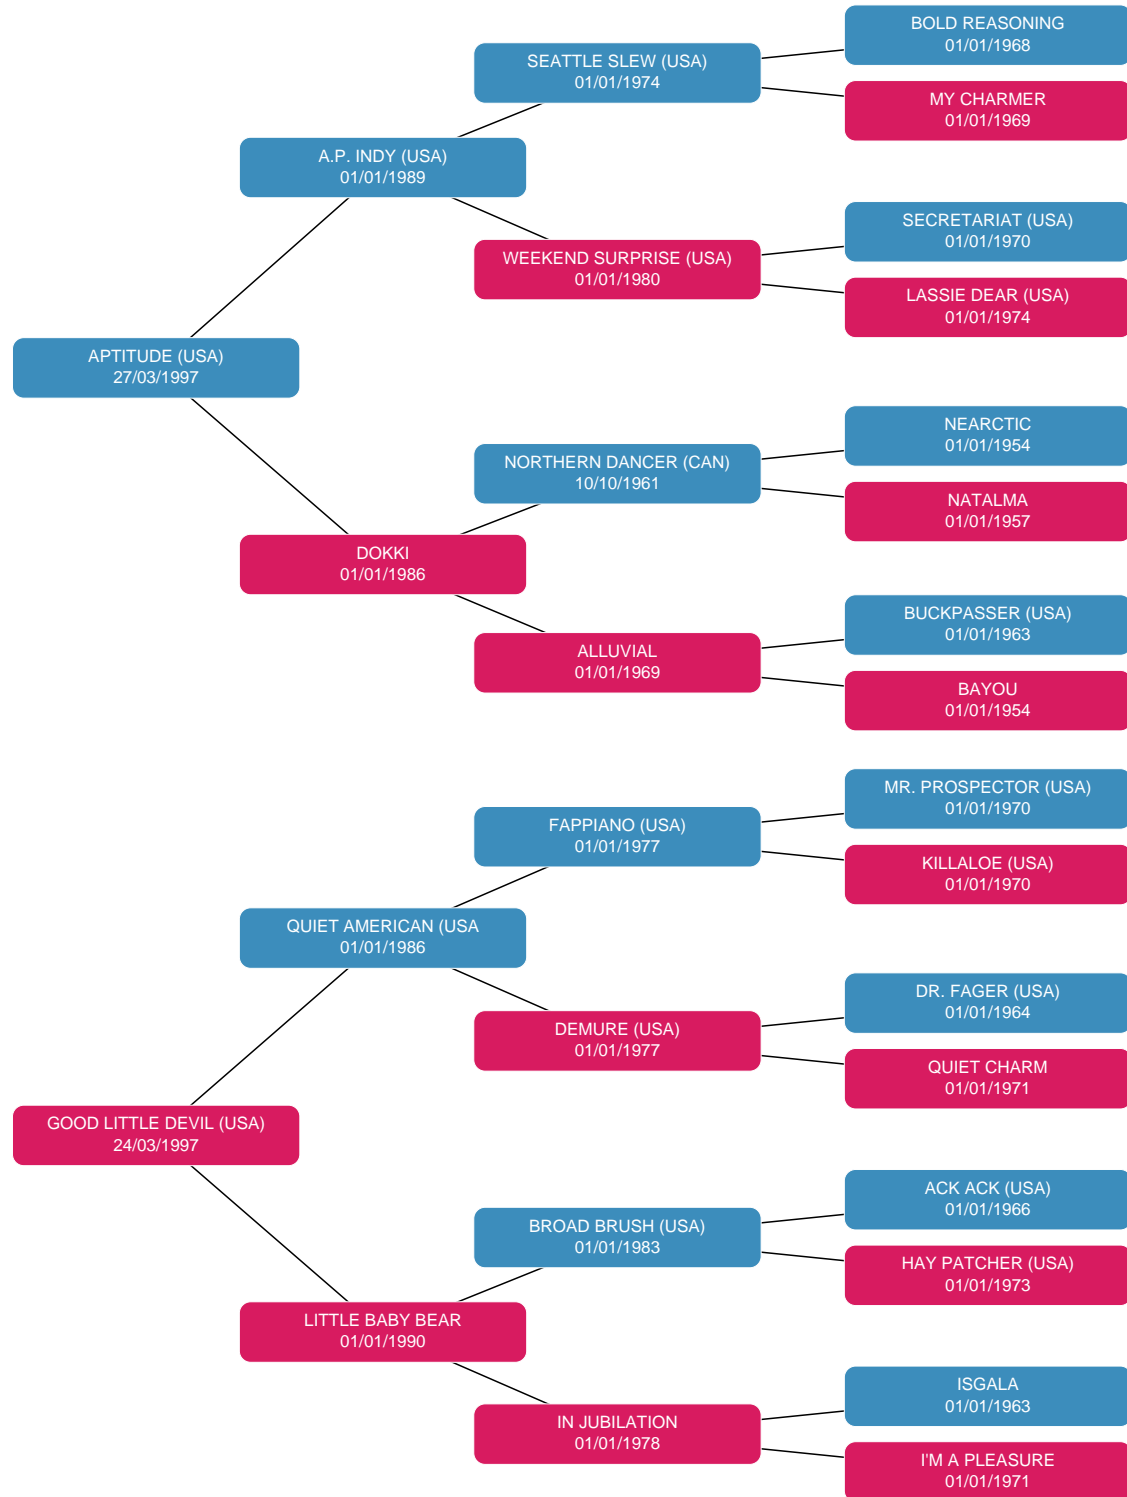 BOLD REASONING
01/01/1968
SEATTLE SLEW (USA)
01/01/1974
MY CHARMER
01/01/1969
A.P. INDY (USA)
01/01/1989
SECRETARIAT (USA)
01/01/1970
WEEKEND SURPRISE (USA)
01/01/1980
LASSIE DEAR (USA)
01/01/1974
APTITUDE (USA)
27/03/1997
NEARCTIC
01/01/1954
NORTHERN DANCER (CAN)
10/10/1961
NATALMA
01/01/1957
DOKKI
01/01/1986
BUCKPASSER (USA)
01/01/1963
ALLUVIAL
01/01/1969
BAYOU
01/01/1954
MR. PROSPECTOR (USA)
01/01/1970
FAPPIANO (USA)
01/01/1977
KILLALOE (USA)
01/01/1970
QUIET AMERICAN (USA
01/01/1986
DR. FAGER (USA)
01/01/1964
DEMURE (USA)
01/01/1977
QUIET CHARM
01/01/1971
GOOD LITTLE DEVIL (USA)
24/03/1997
ACK ACK (USA)
01/01/1966
BROAD BRUSH (USA)
01/01/1983
HAY PATCHER (USA)
01/01/1973
LITTLE BABY BEAR
01/01/1990
ISGALA
01/01/1963
IN JUBILATION
01/01/1978
I'M A PLEASURE
01/01/1971